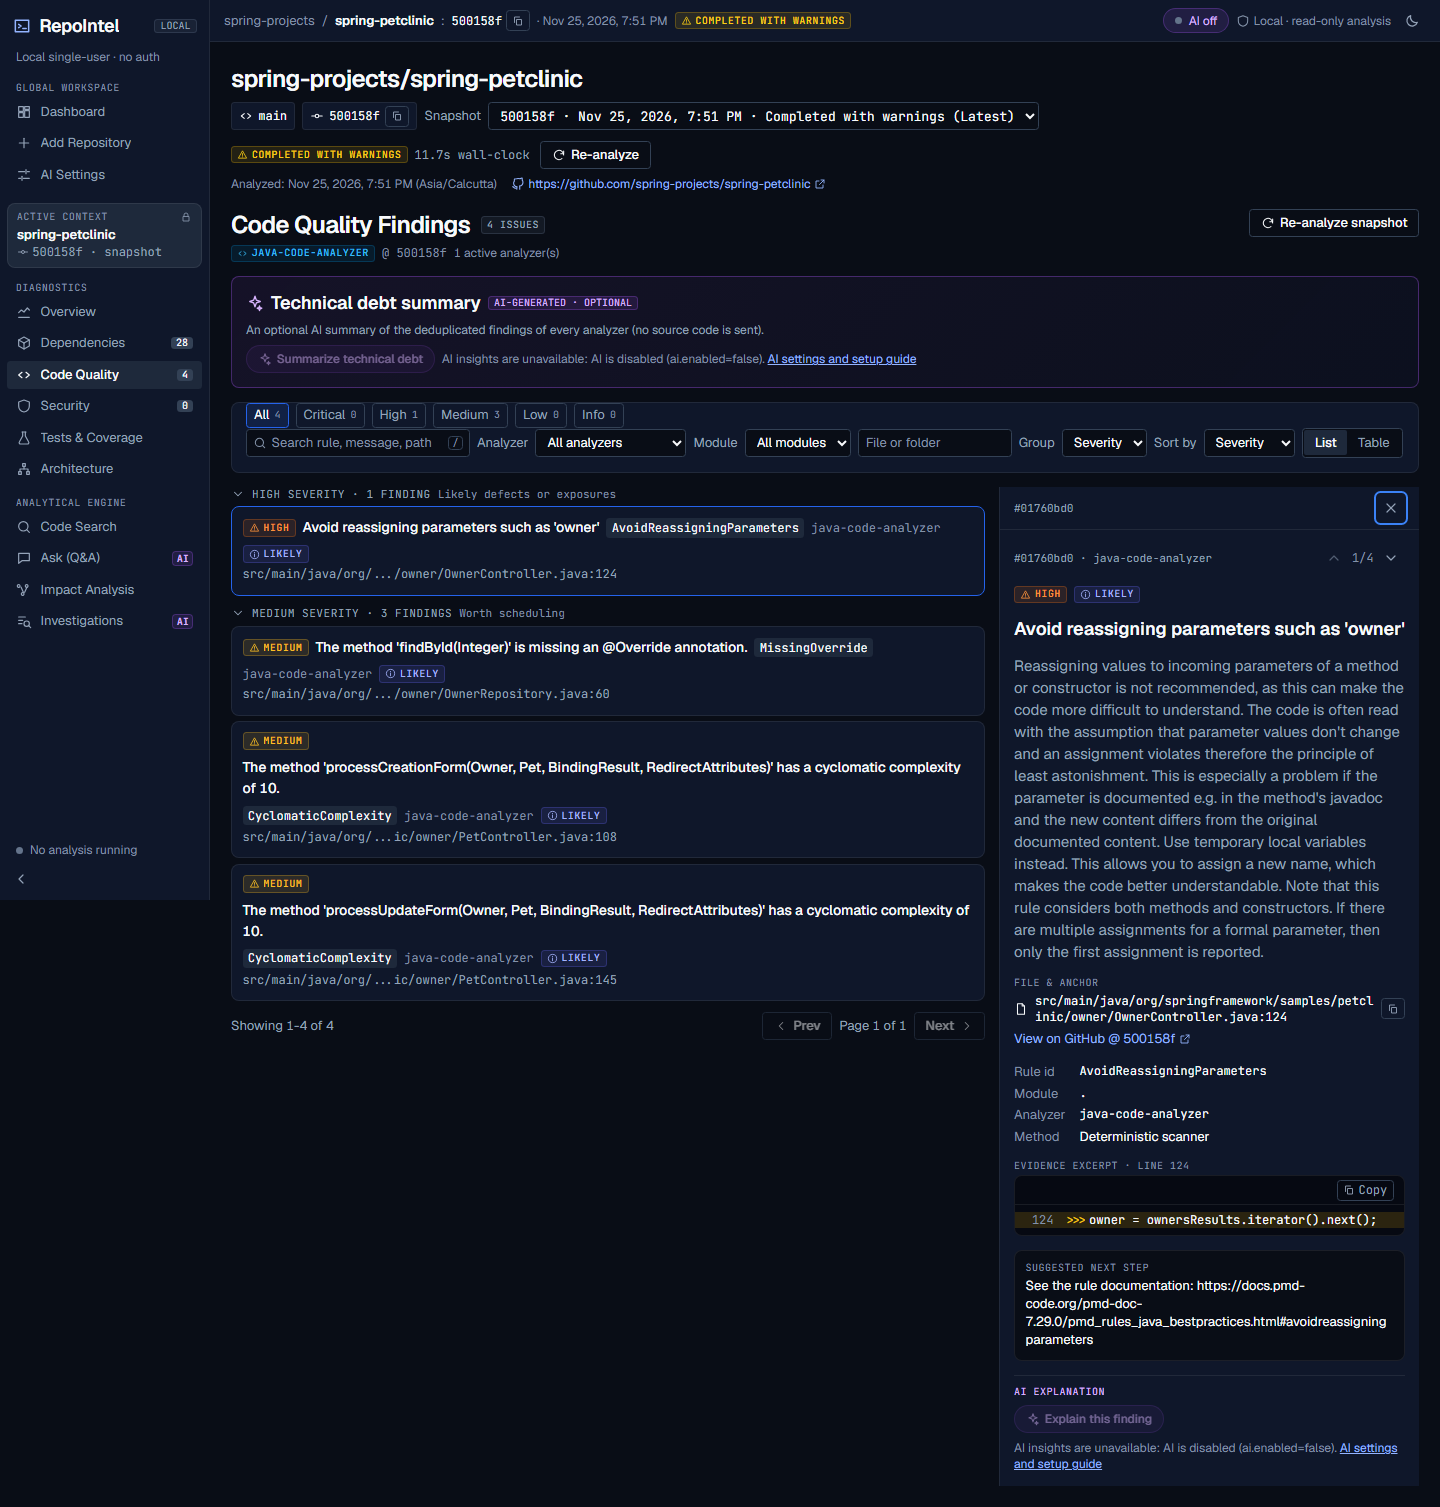 RepoIntel LOCAL
Local single-user · no auth
GLOBAL WORKSPACE
Dashboard
Add Repository
AI Settings
ACTIVE CONTEXT
spring-petclinic
500158f · snapshot
DIAGNOSTICS
Overview
Dependencies 28
Code Quality 4
Security 0
Tests & Coverage
Architecture
ANALYTICAL ENGINE
Code Search
Ask (Q&A) AI
Impact Analysis
Investigations AI
No analysis running
spring-projects / spring-petclinic : 500158f · Nov 25, 2026, 7:51 PM COMPLETED WITH WARNINGS
AI off Local · read-only analysis
spring-projects/spring-petclinic
main 500158f Snapshot 500158f · Nov 25, 2026, 7:51 PM · Completed with warnings (Latest)
COMPLETED WITH WARNINGS 11.7s wall-clock Re-analyze
Analyzed: Nov 25, 2026, 7:51 PM (Asia/Calcutta) https://github.com/spring-projects/spring-petclinic
Code Quality Findings 4 ISSUES Re-analyze snapshot
JAVA-CODE-ANALYZER @ 500158f 1 active analyzer(s)
Technical debt summary AI-GENERATED · OPTIONAL
An optional AI summary of the deduplicated findings of every analyzer (no source code is sent).
Summarize technical debt AI insights are unavailable: AI is disabled (ai.enabled=false). AI settings and setup guide
All 4 Critical 0 High 1 Medium 3 Low 0 Info 0
Search rule, message, path / Analyzer All analyzers Module All modules File or folder Group Severity Sort by Severity List Table
HIGH SEVERITY · 1 FINDING Likely defects or exposures
HIGH Avoid reassigning parameters such as 'owner' AvoidReassigningParameters java-code-analyzer
LIKELY
src/main/java/org/.../owner/OwnerController.java:124
MEDIUM SEVERITY · 3 FINDINGS Worth scheduling
MEDIUM The method 'findById(Integer)' is missing an @Override annotation. MissingOverride
java-code-analyzer LIKELY
src/main/java/org/.../owner/OwnerRepository.java:60
MEDIUM
The method 'processCreationForm(Owner, Pet, BindingResult, RedirectAttributes)' has a cyclomatic complexity
of 10.
CyclomaticComplexity java-code-analyzer LIKELY
src/main/java/org/...ic/owner/PetController.java:108
MEDIUM
The method 'processUpdateForm(Owner, Pet, BindingResult, RedirectAttributes)' has a cyclomatic complexity of
10.
CyclomaticComplexity java-code-analyzer LIKELY
src/main/java/org/...ic/owner/PetController.java:145
Showing 1-4 of 4 Prev Page 1 of 1 Next
#01760bd0
#01760bd0 · java-code-analyzer 1/4
HIGH LIKELY
Avoid reassigning parameters such as 'owner'
Reassigning values to incoming parameters of a method
or constructor is not recommended, as this can make the
code more difficult to understand. The code is often read
with the assumption that parameter values don't change
and an assignment violates therefore the principle of
least astonishment. This is especially a problem if the
parameter is documented e.g. in the method's javadoc
and the new content differs from the original
documented content. Use temporary local variables
instead. This allows you to assign a new name, which
makes the code better understandable. Note that this
rule considers both methods and constructors. If there
are multiple assignments for a formal parameter, then
only the first assignment is reported.
FILE & ANCHOR
src/main/java/org/springframework/samples/petcl
inic/owner/OwnerController.java:124
View on GitHub @ 500158f
Rule id AvoidReassigningParameters
Module .
Analyzer java-code-analyzer
Method Deterministic scanner
EVIDENCE EXCERPT · LINE 124
Copy
124 >>> owner = ownersResults.iterator().next();
SUGGESTED NEXT STEP
See the rule documentation: https://docs.pmd-
code.org/pmd-doc-
7.29.0/pmd_rules_java_bestpractices.html#avoidreassigning
parameters
AI EXPLANATION
Explain this finding
AI insights are unavailable: AI is disabled (ai.enabled=false). AI settings
and setup guide